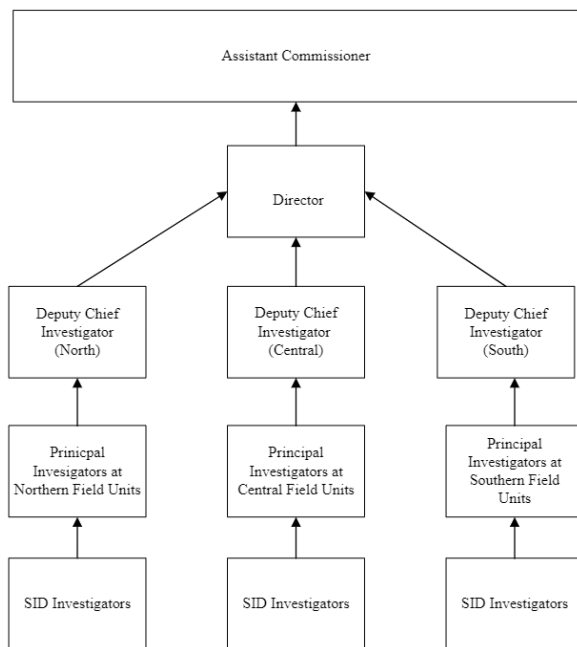 Assistant Commissioner
Director
Deputy Chief
Investigator
(North)
Deputy Chief
Investigator
(Central)
Deputy Chief
Investigator
(South)
Prinicpal
Invesigators at
Northern Field Units
Principal
Investigators at
Central Field Units
Principal
Investigators at
Southern Field
Units
SID Investigators
SID Investigators
SID Investigators